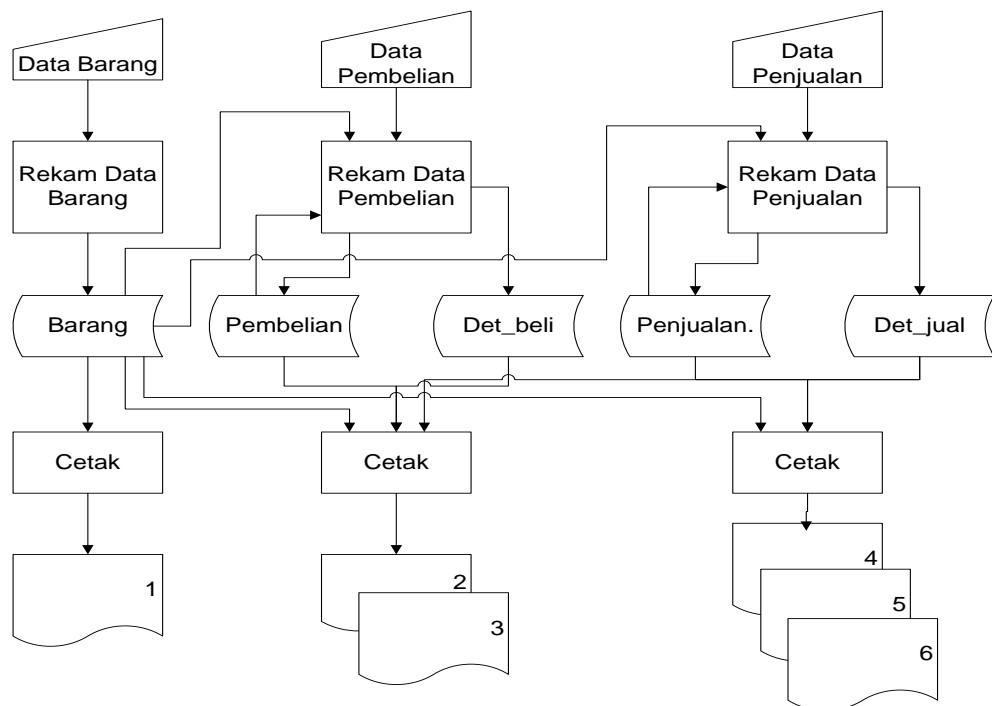 Data Barang
Data
Pembelian
Data
Penjualan
Rekam Data
Barang
Rekam Data
Pembelian
Rekam Data
Penjualan
Barang
Pembelian
Det_beli
Penjualan.
Det_jual
Cetak
Cetak
Cetak
1
2
3
4
5
6